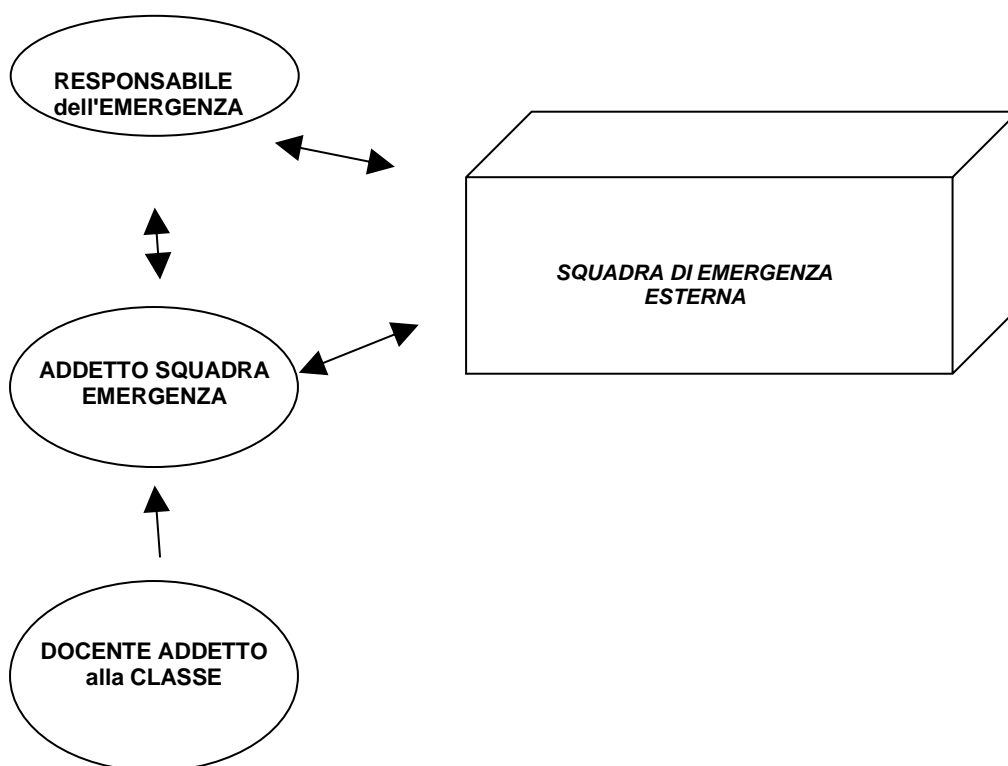 RESPONSABILE
dell'EMERGENZA
SQUADRA DI EMERGENZA
ESTERNA
ADDETTO SQUADRA
EMERGENZA
DOCENTE ADDETTO
alla CLASSE